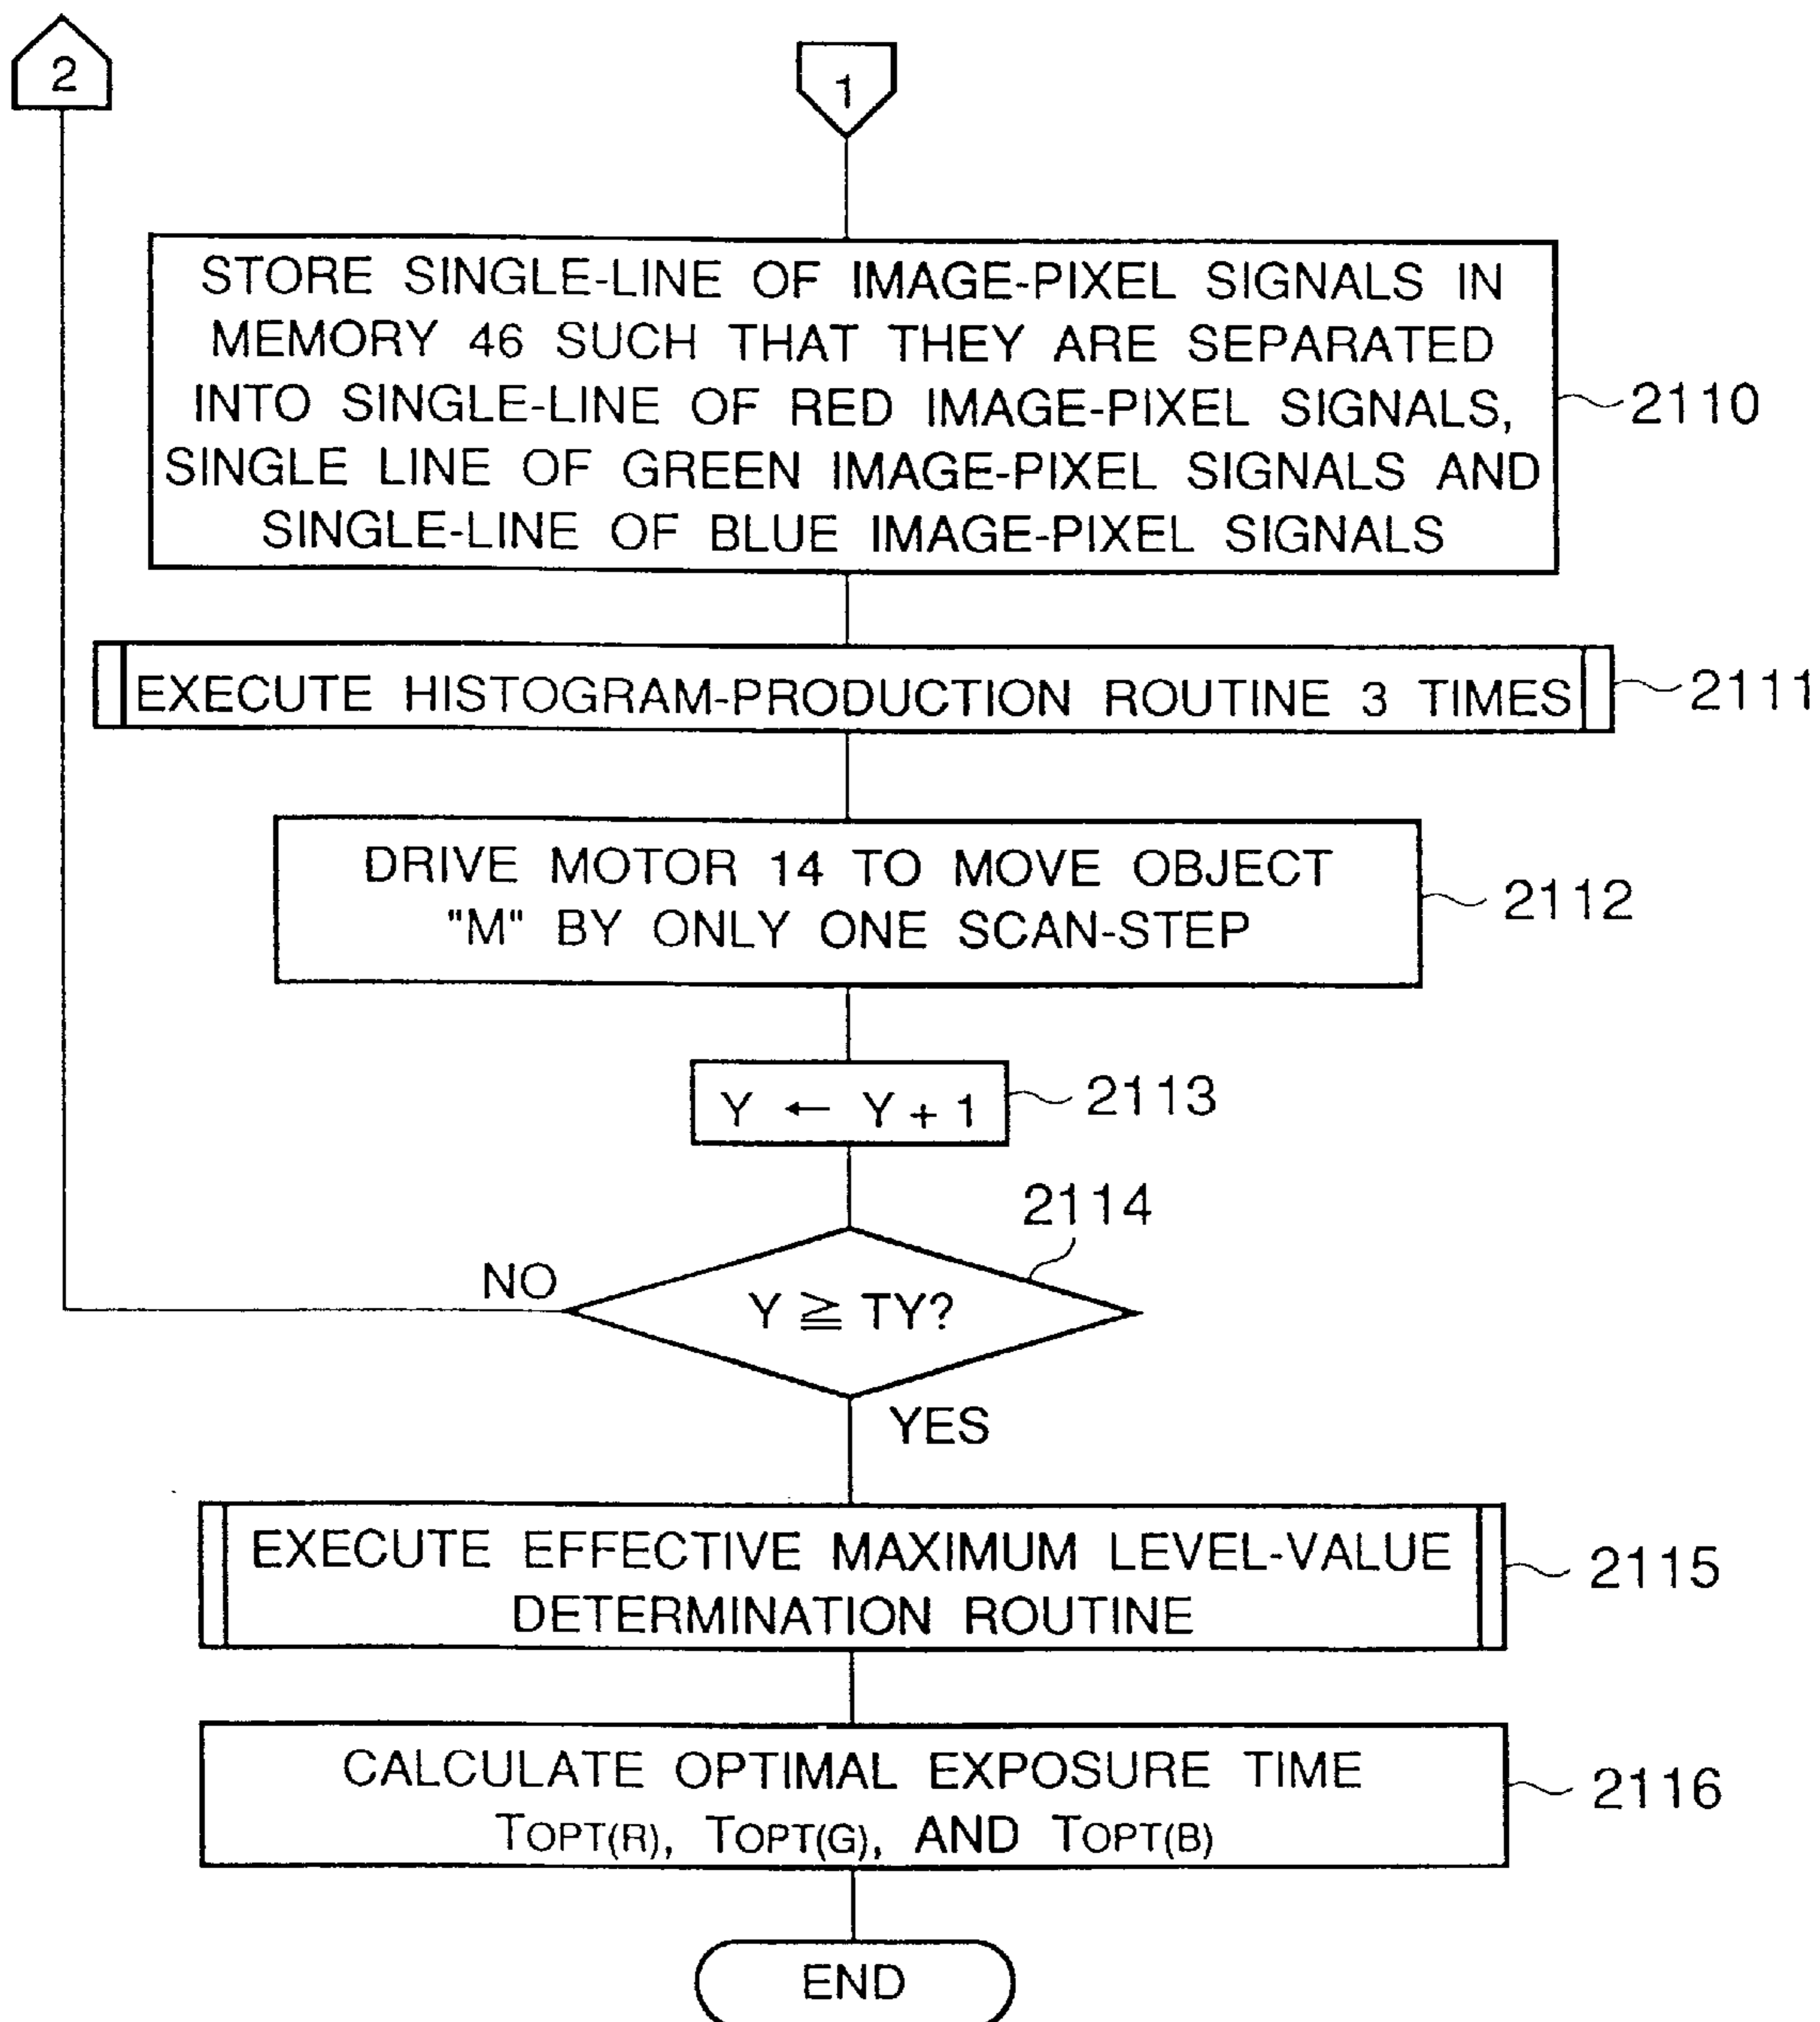 2
1
STORE SINGLE-LINE OF IMAGE-PIXEL SIGNALS IN
MEMORY 46 SUCH THAT THEY ARE SEPARATED
INTO SINGLE-LINE OF RED IMAGE-PIXEL SIGNALS,
SINGLE LINE OF GREEN IMAGE-PIXEL SIGNALS AND
SINGLE-LINE OF BLUE IMAGE-PIXEL SIGNALS
2110
EXECUTE HISTOGRAM-PRODUCTION ROUTINE 3 TIMES
2111
DRIVE MOTOR 14 TO MOVE OBJECT
"M" BY ONLY ONE SCAN-STEP
2112
Y ← Y + 1
2113
2114
NO
Y ≧ TY?
YES
EXECUTE EFFECTIVE MAXIMUM LEVEL-VALUE
DETERMINATION ROUTINE
2115
CALCULATE OPTIMAL EXPOSURE TIME
TOPT(R), TOPT(G), AND TOPT(B)
2116
END